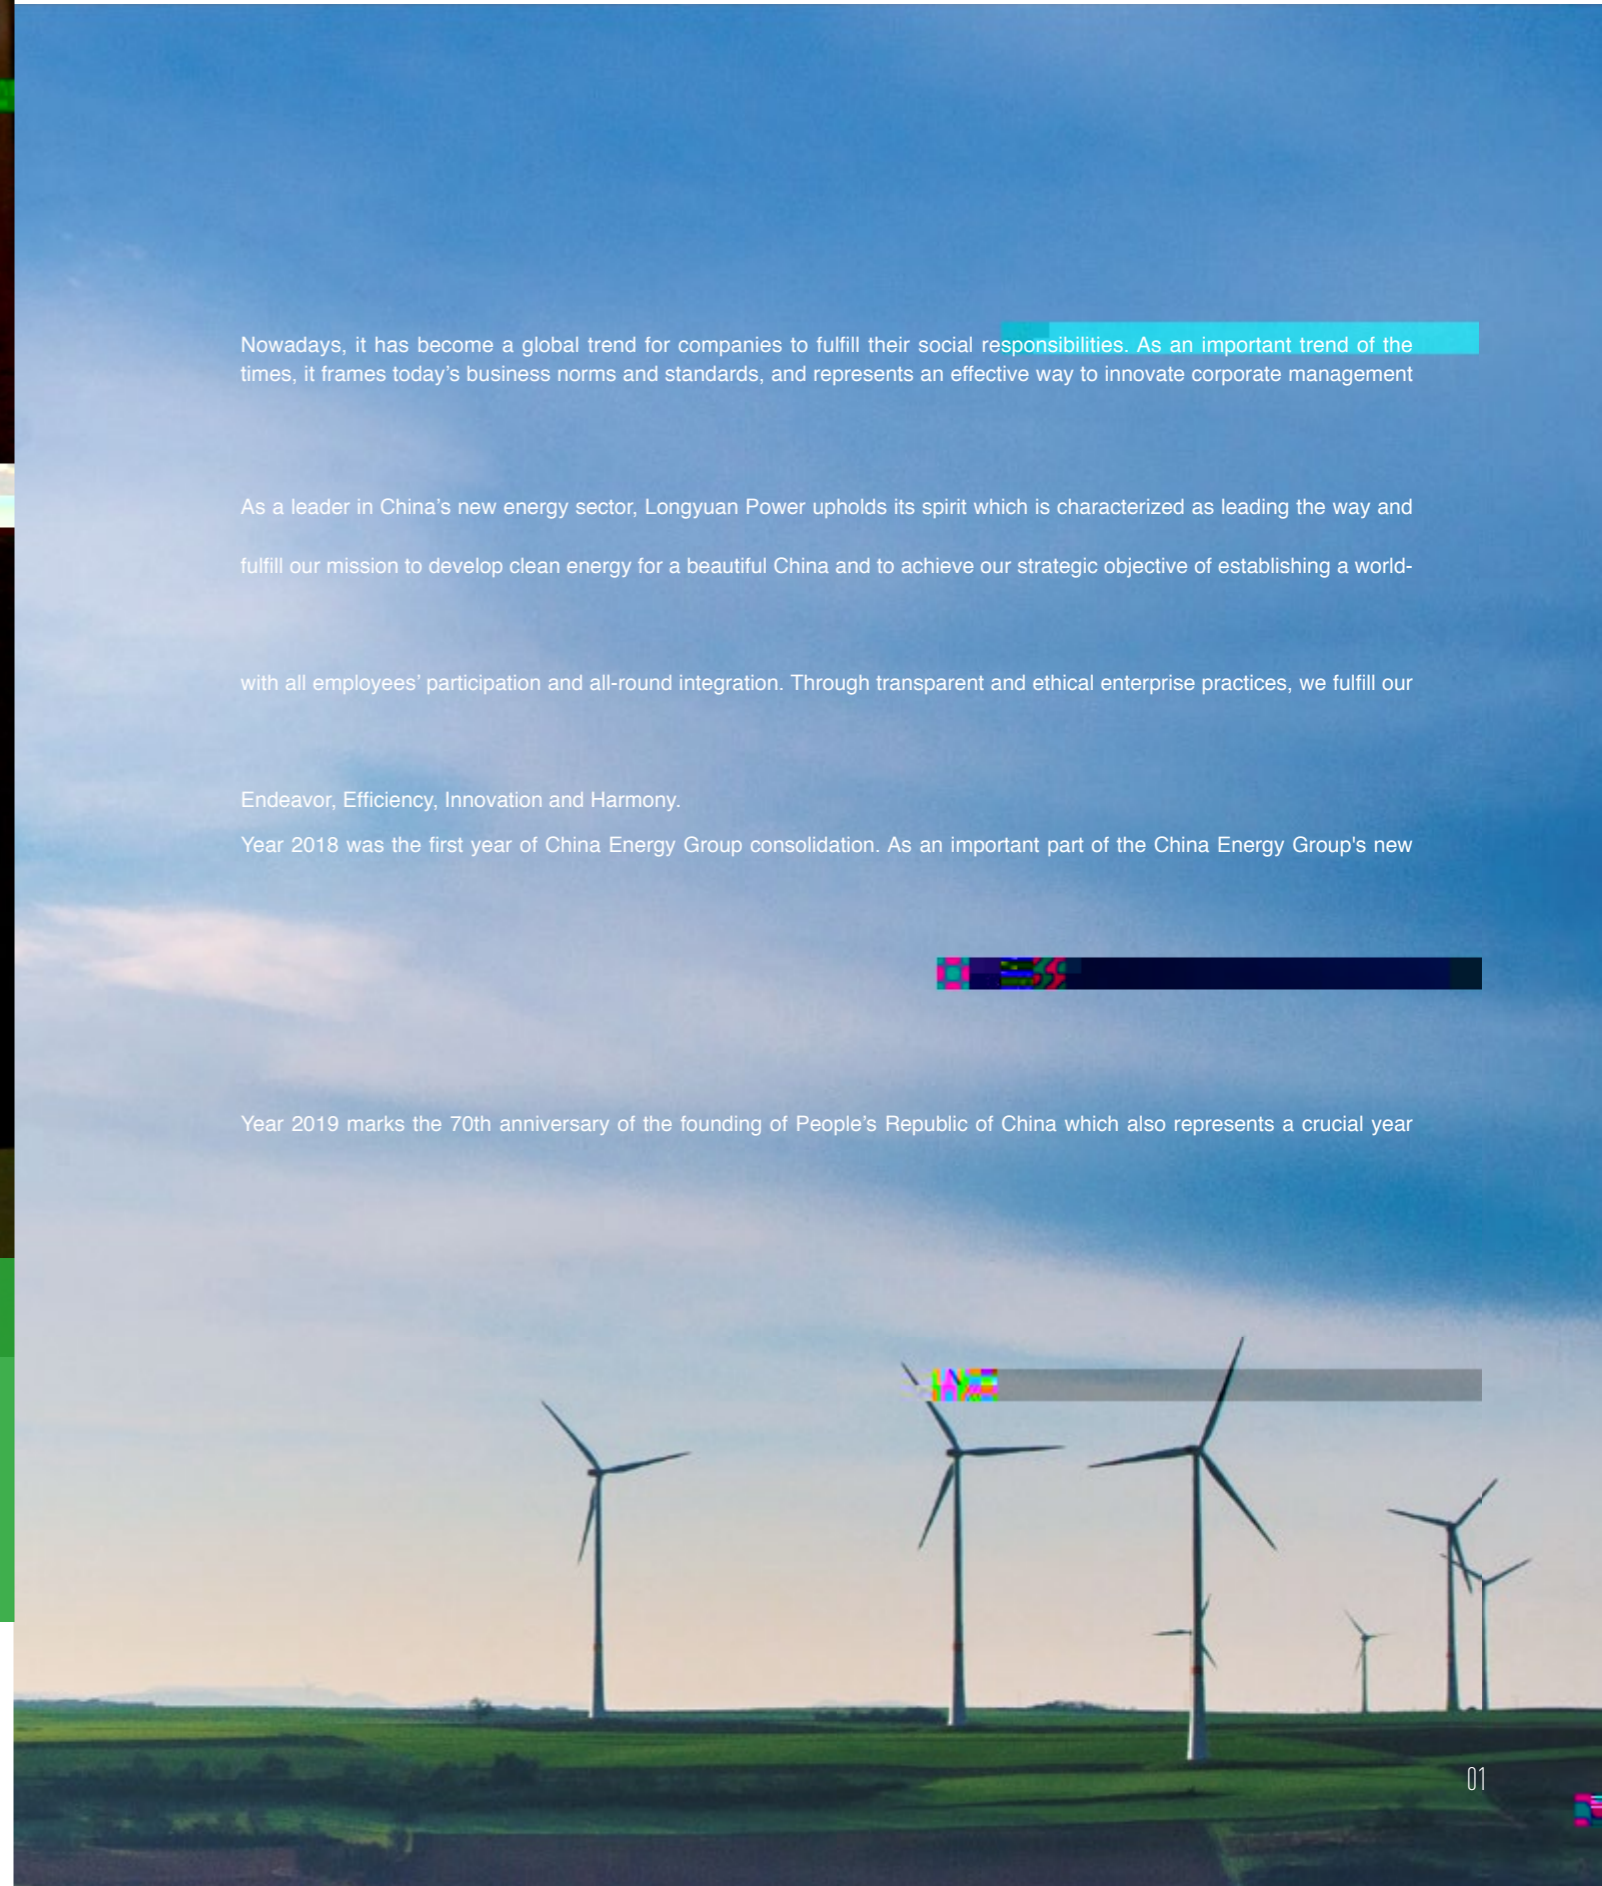 Nowadays, it has become a global trend for companies to fulfill their social responsibilities. As an important trend of the
times, it frames today’s business norms and standards, and represents an effective way to innovate corporate management
As a leader in China’s new energy sector, Longyuan Power upholds its spirit which is characterized as leading the way and
fulfill our mission to develop clean energy for a beautiful China and to achieve our strategic objective of establishing a world-
with all employees’ participation and all-round integration. Through transparent and ethical enterprise practices, we fulfill our
Endeavor, Efficiency, Innovation and Harmony.
Year 2018 was the first year of China Energy Group consolidation. As an important part of the China Energy Group's new
Year 2019 marks the 70th anniversary of the founding of People’s Republic of China which also represents a crucial year
01